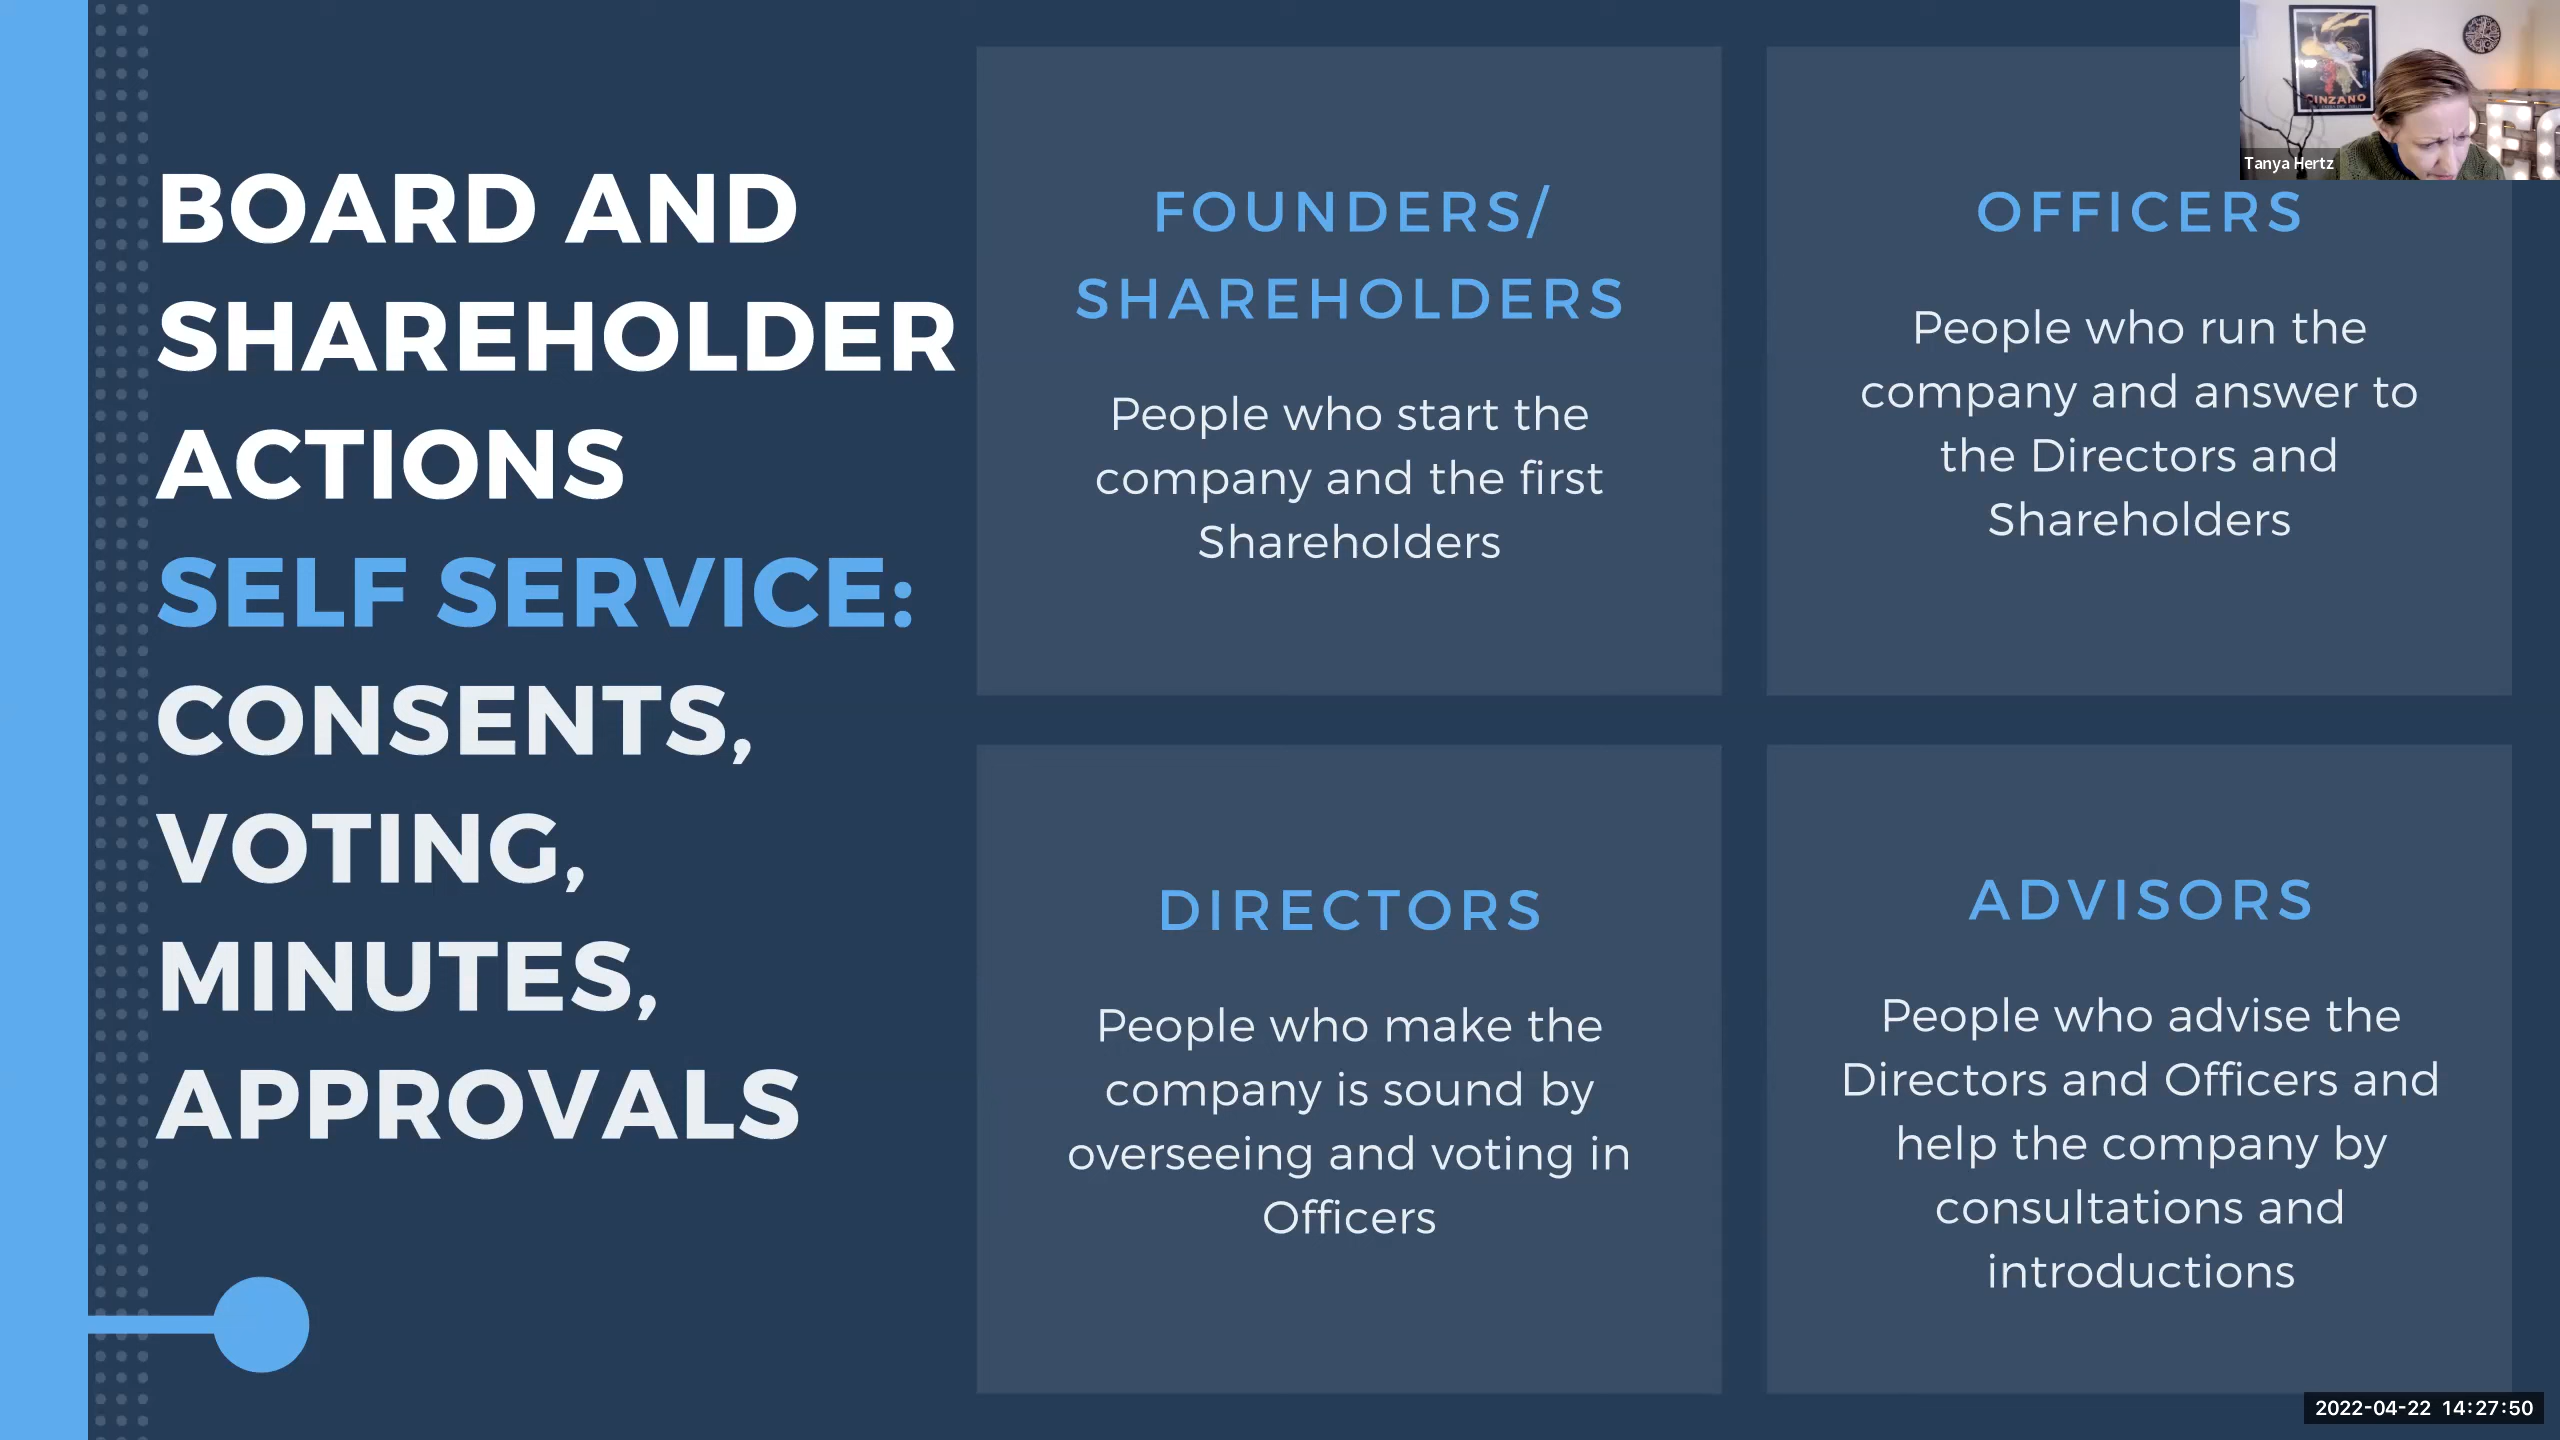 BOARD AND
SHAREHOLDER
ACTIONS
SELF SERVICE:
CONSENTS,
VOTING,
MINUTES,
APPROVALS
FOUNDERS/
SHAREHOLDERS
People who start the
company and the first
Shareholders
OFFICERS
People who run the
company and answer to
the Directors and
Shareholders
DIRECTORS
People who make the
company is sound by
overseeing and voting in
Officers
ADVISORS
People who advise the
Directors and Officers and
help the company by
consultations and
introductions
CINZANO
Tanya Hertz
2022-04-22 14:27:50